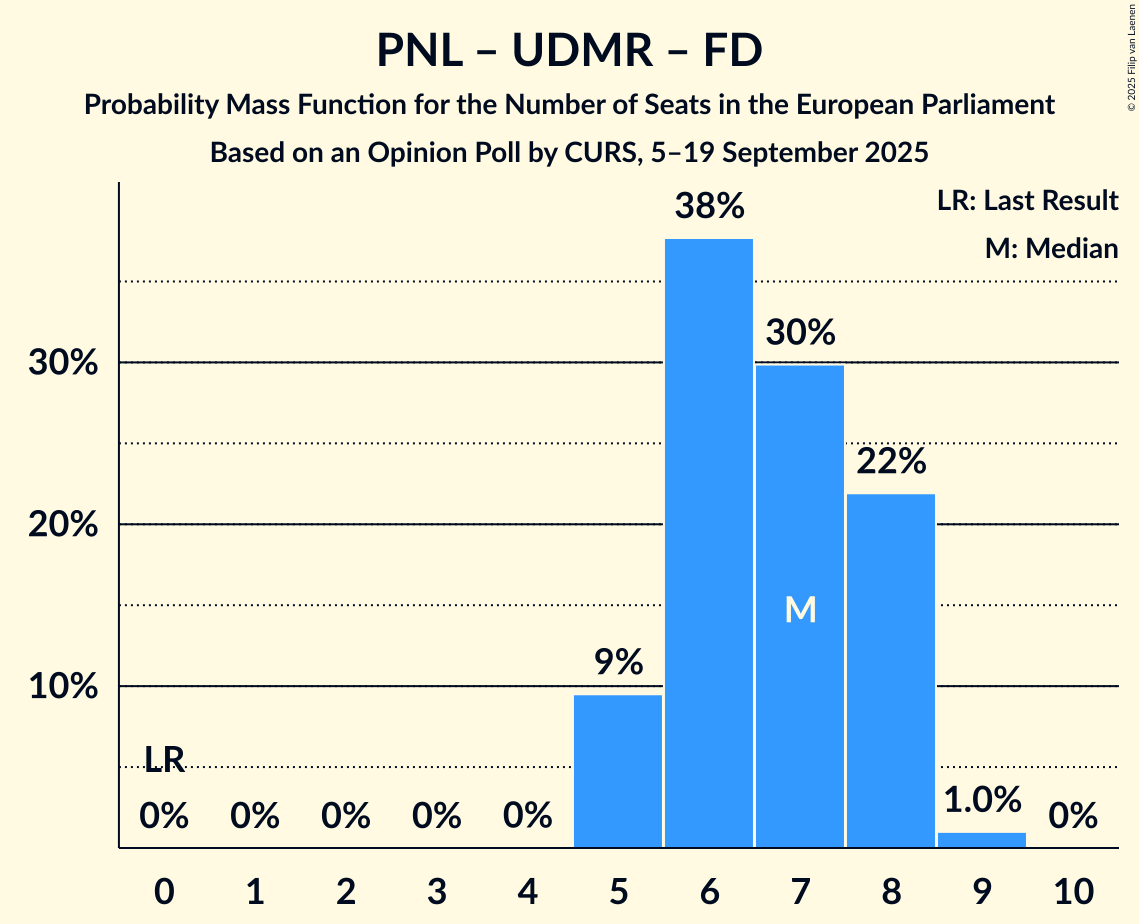 PNL – UDMR – FD
Probability Mass Function for the Number of Seats in the European Parliament
Based on an Opinion Poll by CURS, 5–19 September 2025
© 2025 Filip van Laenen
LR: Last Result
M: Median
38%
30%
30%
22%
20%
M
9%
10%
LR
0% 0% 0% 0% 0% 1.0% 0%
0 1 2 3 4 5 6 7 8 9 10